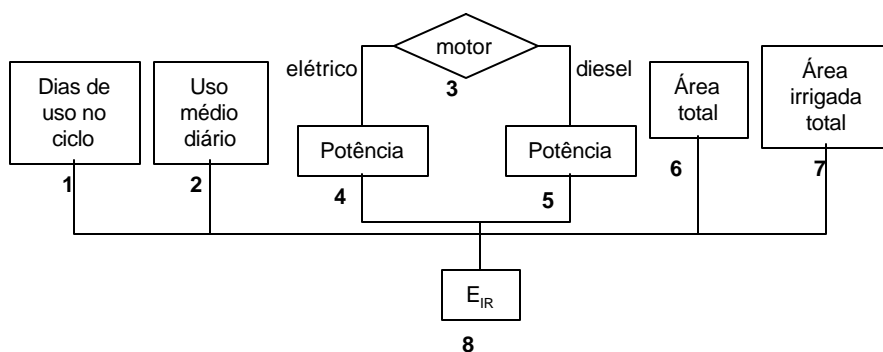 motor
elétrico
diesel
3
Dias de
uso no
ciclo
1
Uso
médio
diário
2
Potência
4
Potência
5
Área
total
6
Área
irrigada
total
7
E_IR
8